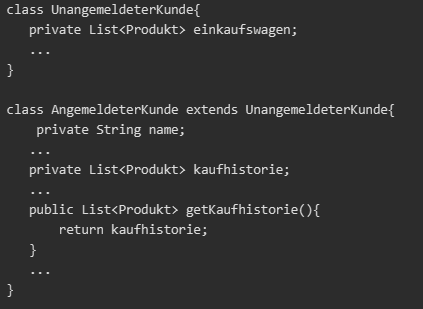 class UnangemeldeterKunde{
   private List<Produkt> einkaufswagen;
   ...
}

class AngemeldeterKunde extends UnangemeldeterKunde{
    private String name;
   ...
   private List<Produkt> kaufhistorie;
   ...
   public List<Produkt> getKaufhistorie(){
       return kaufhistorie;
   }
   ...
}